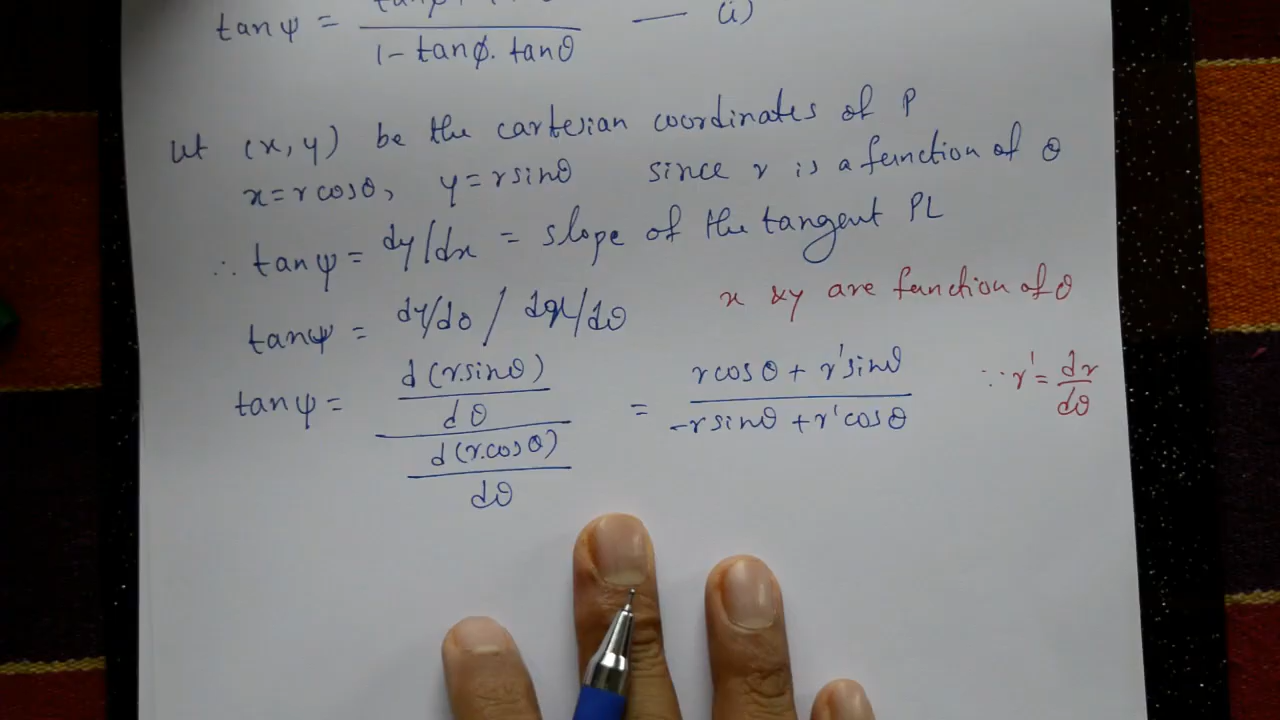 tanψ = / 1 - tanφ. tanθ — (i)
Let (x, y) be the cartesian coordinates of P
x = r cosθ, y = r sinθ since r is a function of θ
∴ tanψ = dy/dx = slope of the tangent PL
tanψ = dy/dθ / dx/dθ x & y are function of θ
tanψ = d(r.sinθ)/dθ / d(r.cosθ)/dθ = r cosθ + r' sinθ / -r sinθ + r' cosθ ∵ r' = dr/dθ